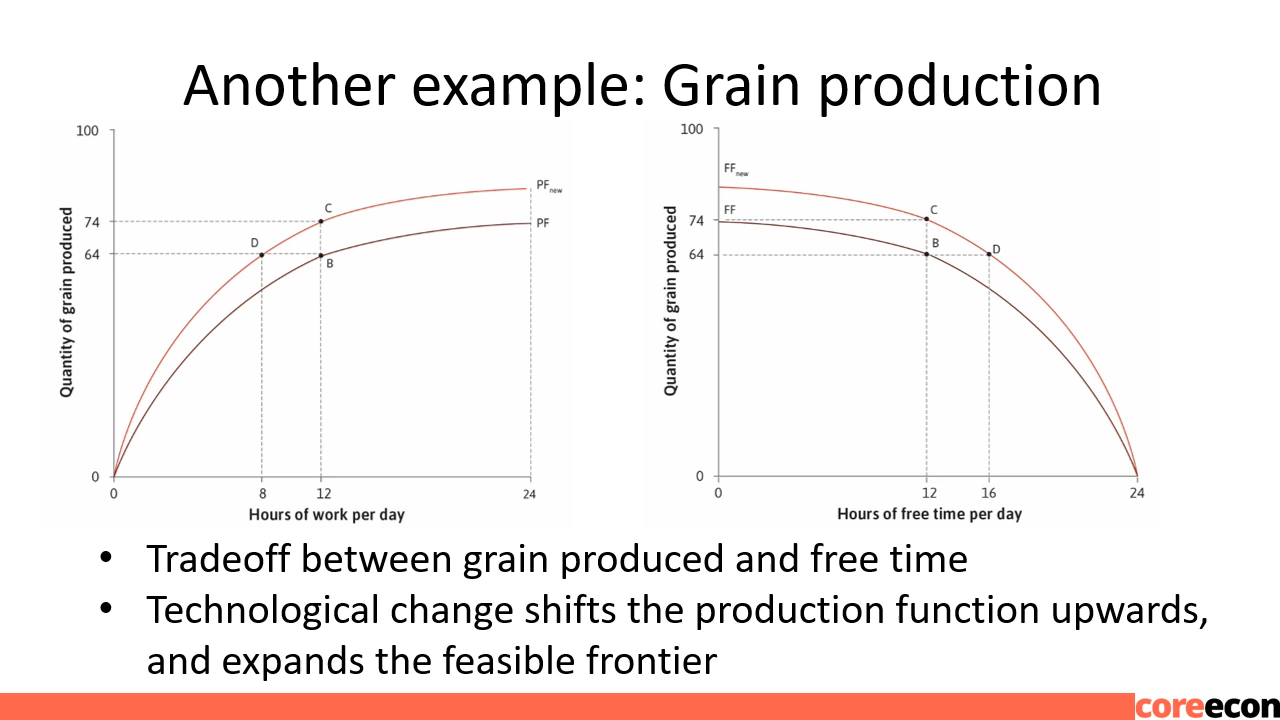 Another example: Grain production
100
74
64
0
Quantity of grain produced
PFnew
PF
C
D
B
0
8
12
24
Hours of work per day
100
74
64
0
Quantity of grain produced
FFnew
FF
C
B
D
0
12
16
24
Hours of free time per day
• Tradeoff between grain produced and free time
• Technological change shifts the production function upwards,
and expands the feasible frontier
coreecon